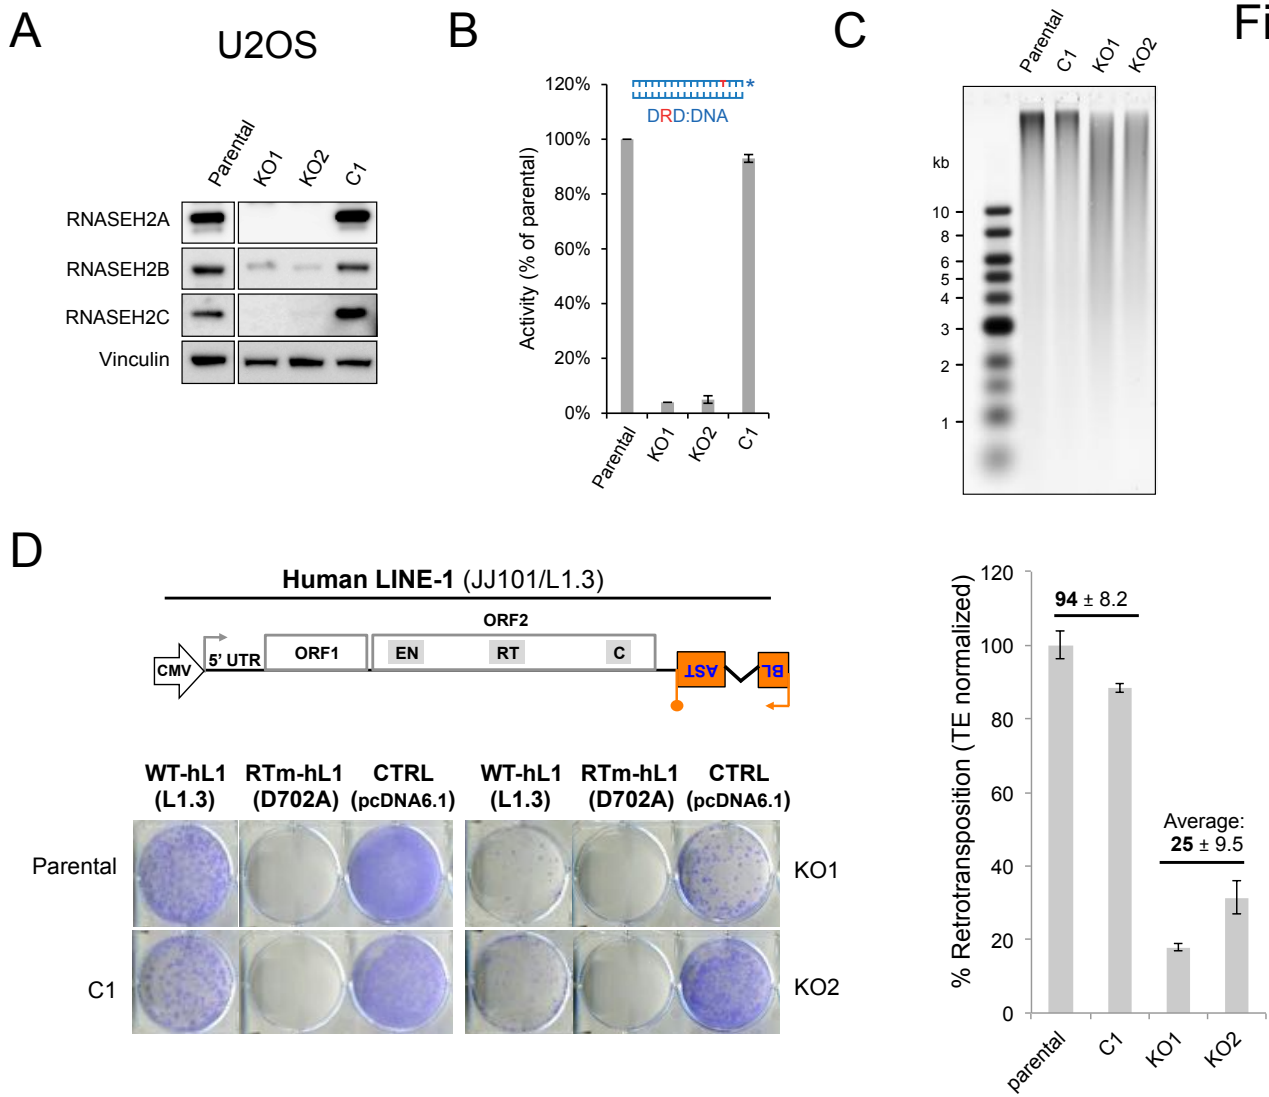 A
U2OS
Parental
KO1
KO2
C1
RNASEH2A
RNASEH2B
RNASEH2C
Vinculin
B
120%
100%
80%
60%
40%
20%
0%
Activity (% of parental)
*
DRD:DNA
Parental
KO1
KO2
C1
C
Fi
Parental
C1
KO1
KO2
kb
10
8
6
5
4
3
2
1
D
Human LINE-1 (JJ101/L1.3)
ORF2
CMV
5' UTR
ORF1
EN
RT
C
AST
BL
WT-hL1 RTm-hL1 CTRL
(L1.3) (D702A) (pcDNA6.1)
WT-hL1 RTm-hL1 CTRL
(L1.3) (D702A) (pcDNA6.1)
Parental
KO1
C1
KO2
% Retrotransposition (TE normalized)
120
100
80
60
40
20
0
94 ± 8.2
Average:
25 ± 9.5
parental
C1
KO1
KO2